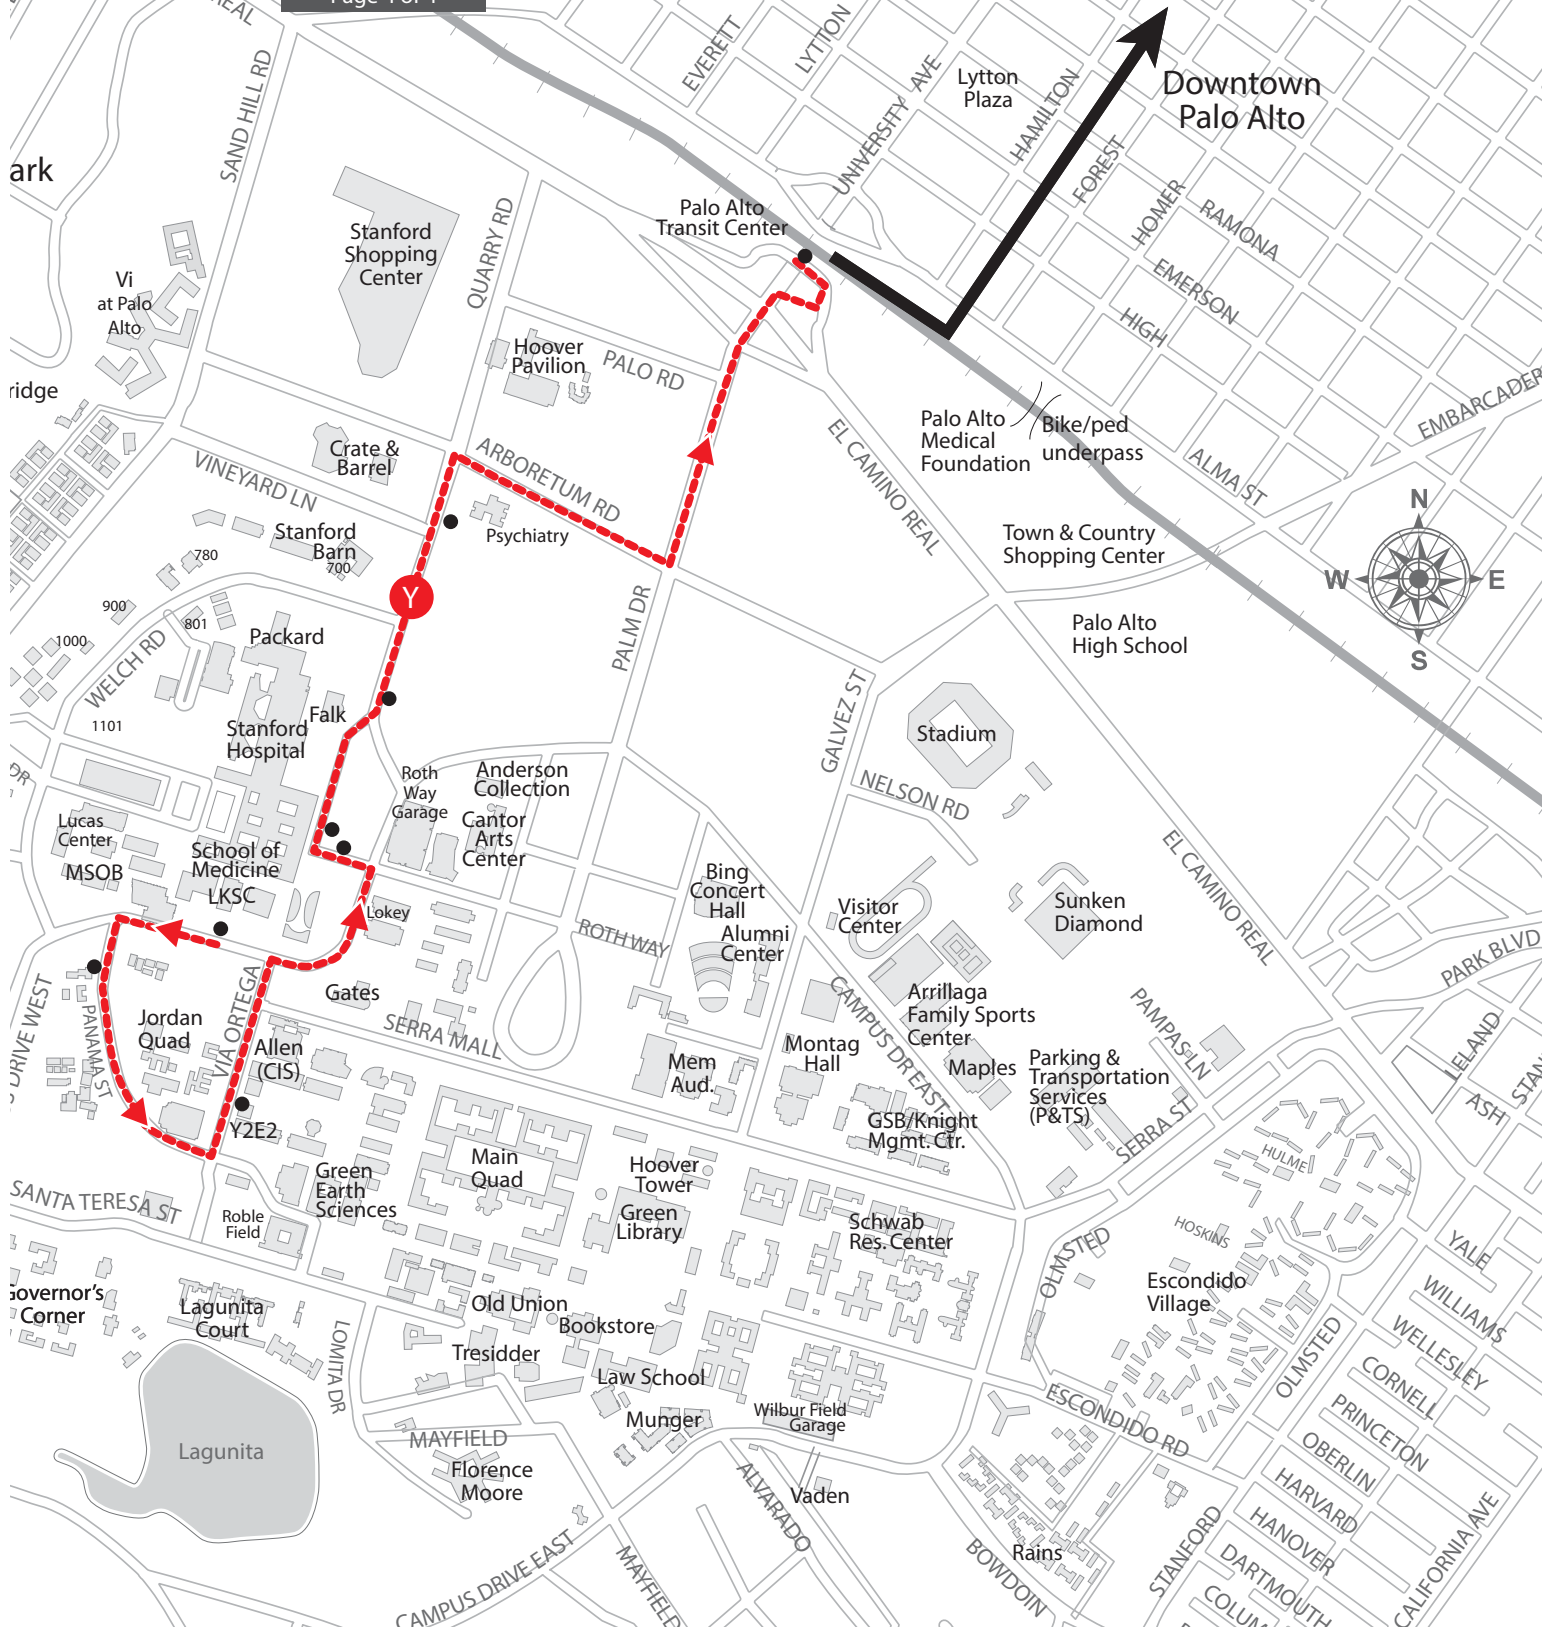 EVERETT
LYTTON
UNIVERSITY AVE
Lytton
Plaza
HAMILTON
Downtown
Palo Alto
SAND HILL RD
FOREST
HOMER
RAMONA
EMERSON
HIGH
Palo Alto
Transit Center
Stanford
Shopping
Center
QUARRY RD
Vi
at Palo
Alto
Hoover
Pavilion
PALO RD
Crate &
Barrel
ARBORETUM RD
VINEYARD LN
EL CAMINO REAL
Palo Alto
Medical
Foundation
Bike/ped
underpass
ALMA ST
Psychiatry
Stanford
Barn
700
780
Town & Country
Shopping Center
N
W
E
S
Y
900
801
1000
Packard
WELCH RD
PALM DR
Palo Alto
High School
1101
Falk
Stanford
Hospital
GALVEZ ST
Stadium
NELSON RD
Roth
Way
Garage
Anderson
Collection
Cantor
Arts
Center
Lucas
Center
MSOB
School of
Medicine
LKSC
EL CAMINO REAL
Bing
Concert
Hall
Alumni
Center
Visitor
Center
Sunken
Diamond
Lokey
ROTH WAY
PARK BLVD
Gates
SERRA MALL
CAMPUS DR EAST
Arrillaga
Family Sports
Center
PAMPAS LN
PANAMA ST
Jordan
Quad
VIA ORTEGA
Allen
(CIS)
Mem
Aud.
Montag
Hall
Maples
Parking &
Transportation
Services
(P&TS)
LELAND
ASH
Y2E2
GSB/Knight
Mgmt. Ctr.
SERRA ST
HULME
Main
Quad
Hoover
Tower
Green
Earth
Sciences
Green
Library
SANTA TERESA ST
Roble
Field
Schwab
Res. Center
HOSKINS
OLMSTED
YALE
Escondido
Village
WILLIAMS
Governor's
Corner
Lagunita
Court
Old Union
Bookstore
Tresidder
LOMITA DR
Law School
OLMSTED
WELLESLEY
CORNELL
PRINCETON
Wilbur Field
Garage
ESCONDIDO RD
Munger
MAYFIELD
OBERLIN
Lagunita
Florence
Moore
HARVARD
ALVARADO
Vaden
HANOVER
STANFORD
CALIFORNIA AVE
Rains
BOWDOIN
DARTMOUTH
CAMPUS DRIVE EAST
MAYFIELD